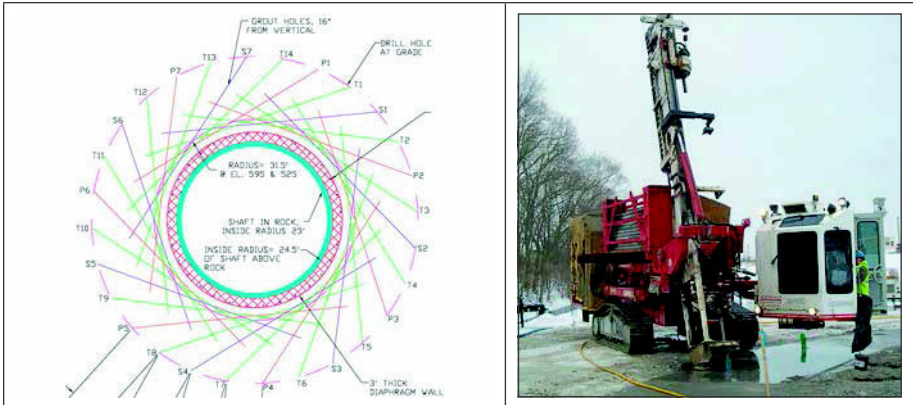 GROUT HOLES, 16°
FROM VERTICAL
DRILL HOLE
AT GRADE
T13
S7
T14
P1
T1
P7
T12
S1
S6
T2
T11
P2
P6
T3
T10
S2
S5
T4
T9
P3
P5
T5
T8
S4
S3
T7
P4
T6
RADIUS= 31.5'
@ EL. 595 & 525
SHAFT IN ROCK,
INSIDE RADIUS 23'
INSIDE RADIUS= 24.5'
OF SHAFT ABOVE
ROCK
3' THICK
DIAPHRAGM WALL